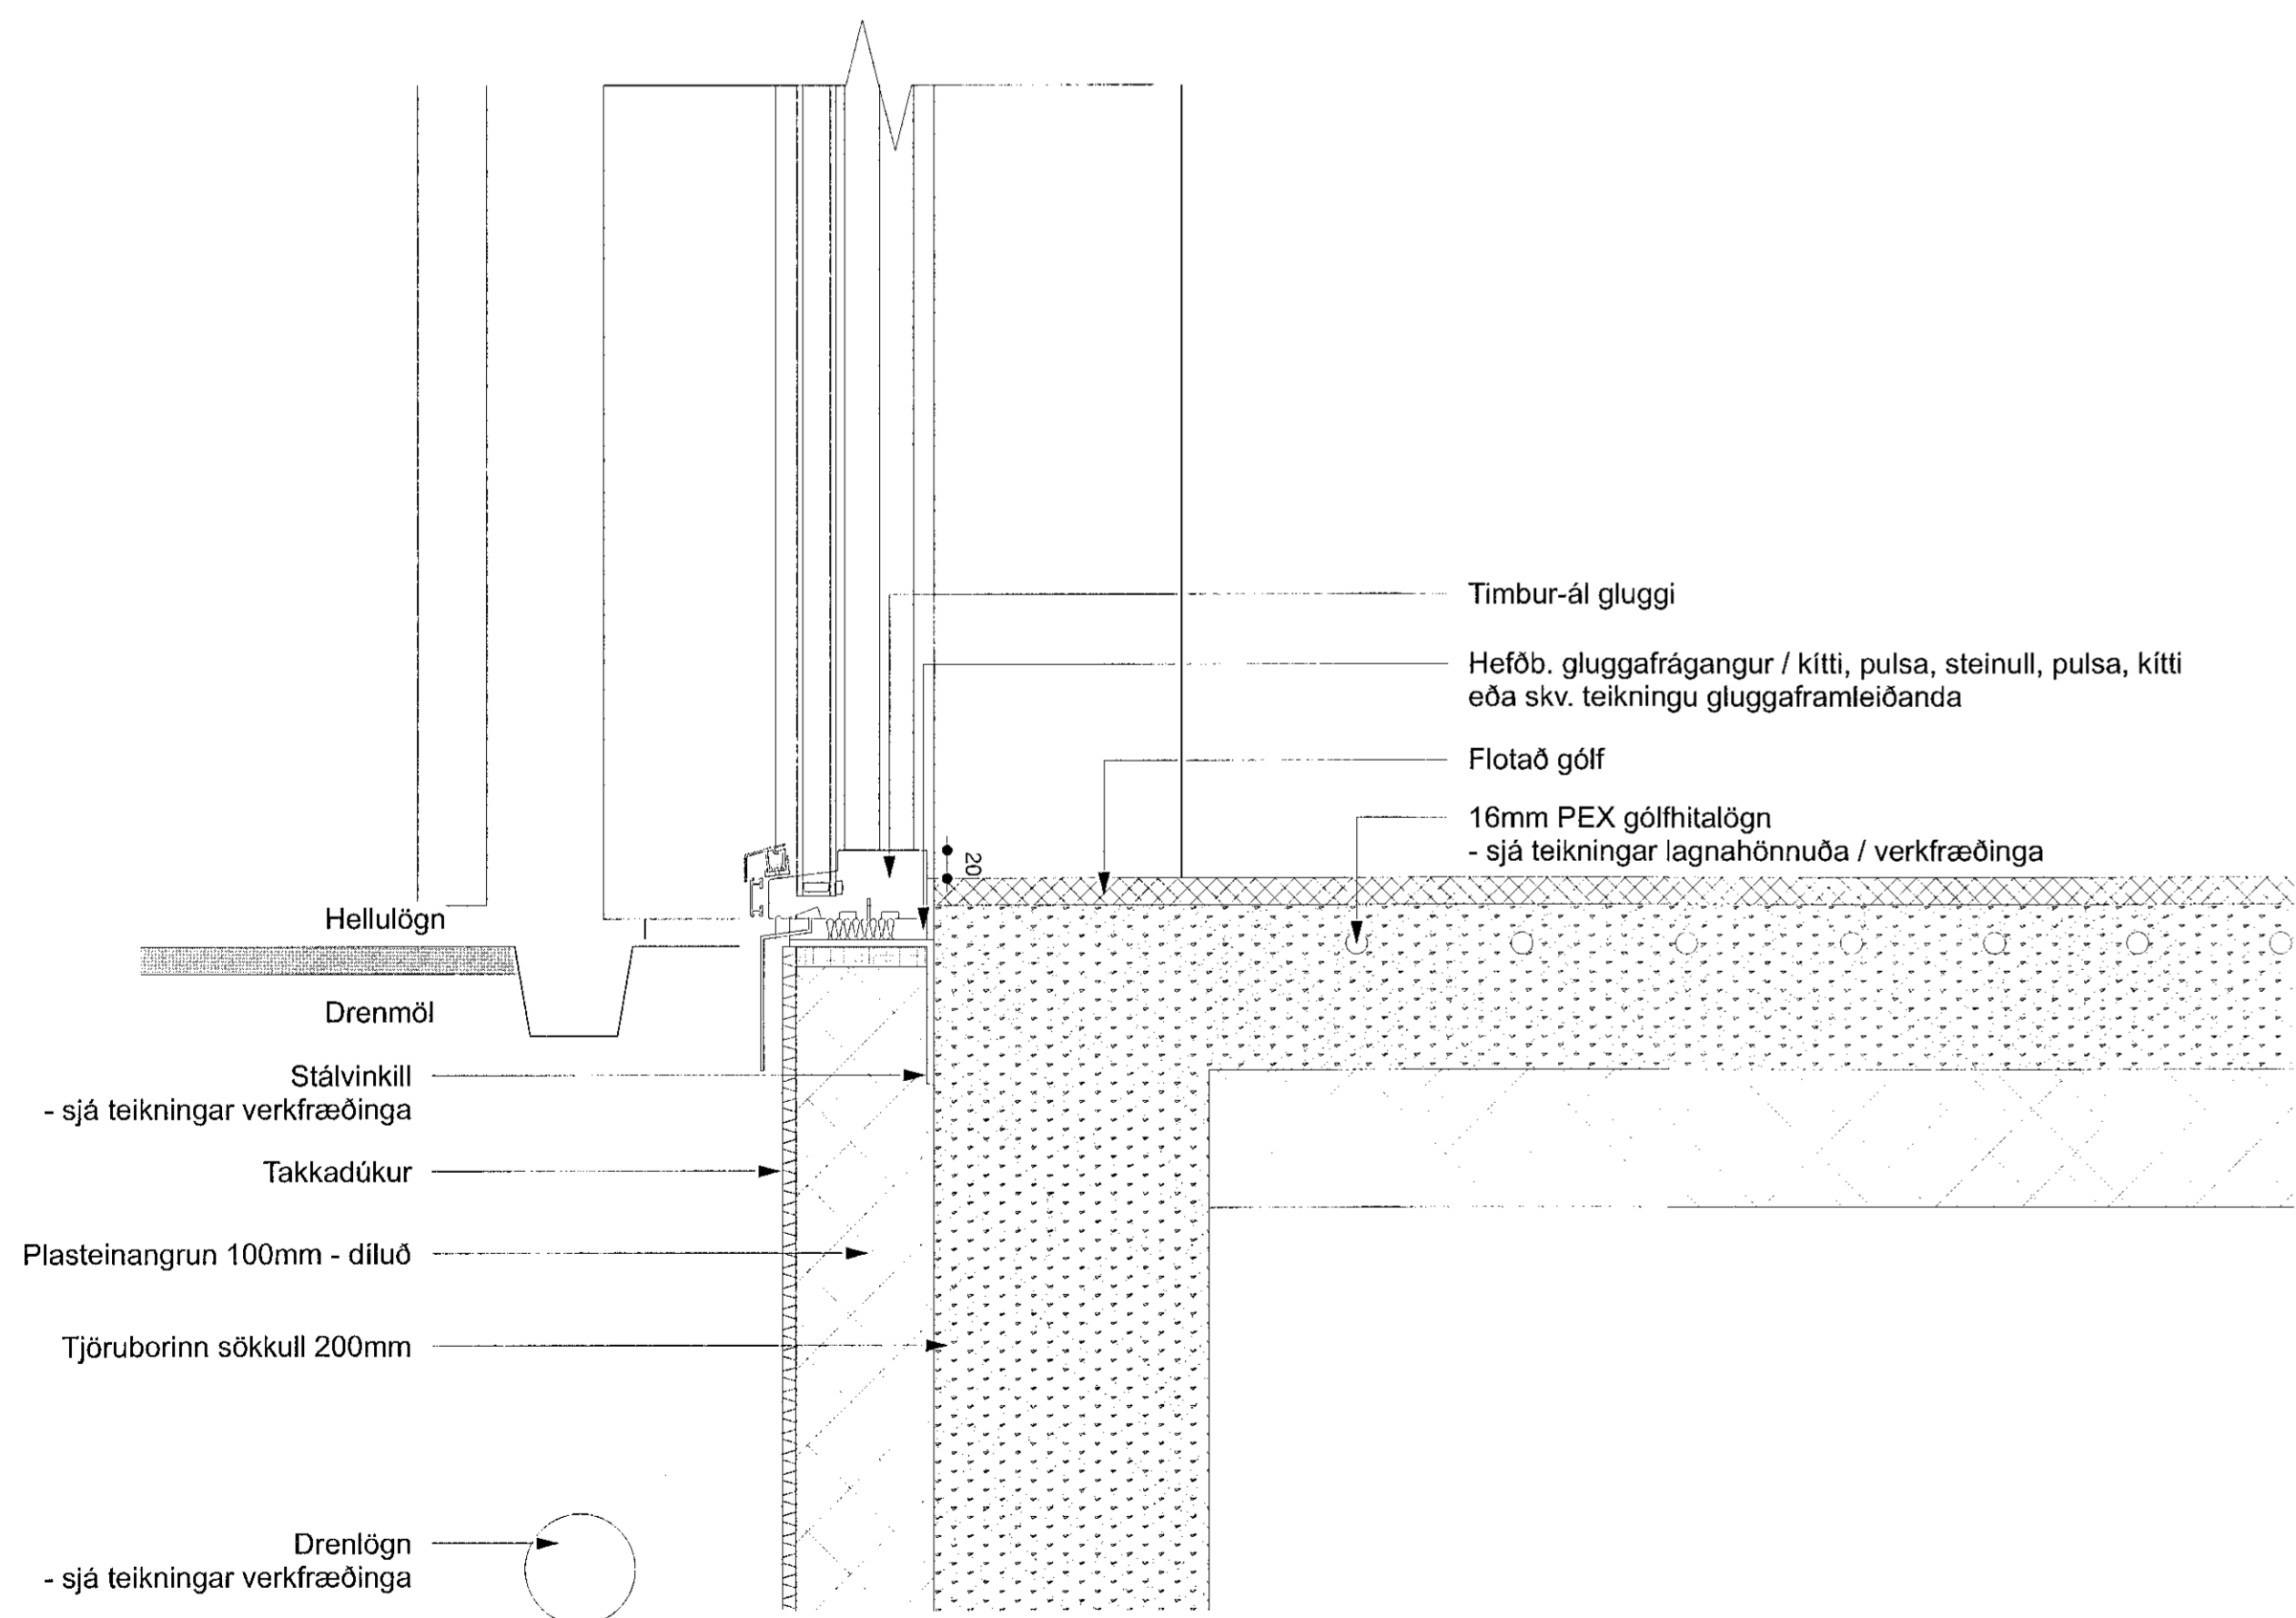 Timbur-ál gluggi
Hefðb. gluggafrágangur / kítti, pulsa, steinull, pulsa, kítti
eða skv. teikningu gluggaframleiðanda
Flotað gólf
16mm PEX gólfhitalögn
- sjá teikningar lagnahönnuða / verkfræðinga
20
Hellulögn
Drenmöl
Stálvinkill
- sjá teikningar verkfræðinga
Takkadúkur
Plasteinangrun 100mm - díluð
Tjöruborinn sökkull 200mm
Drenlögn
- sjá teikningar verkfræðinga